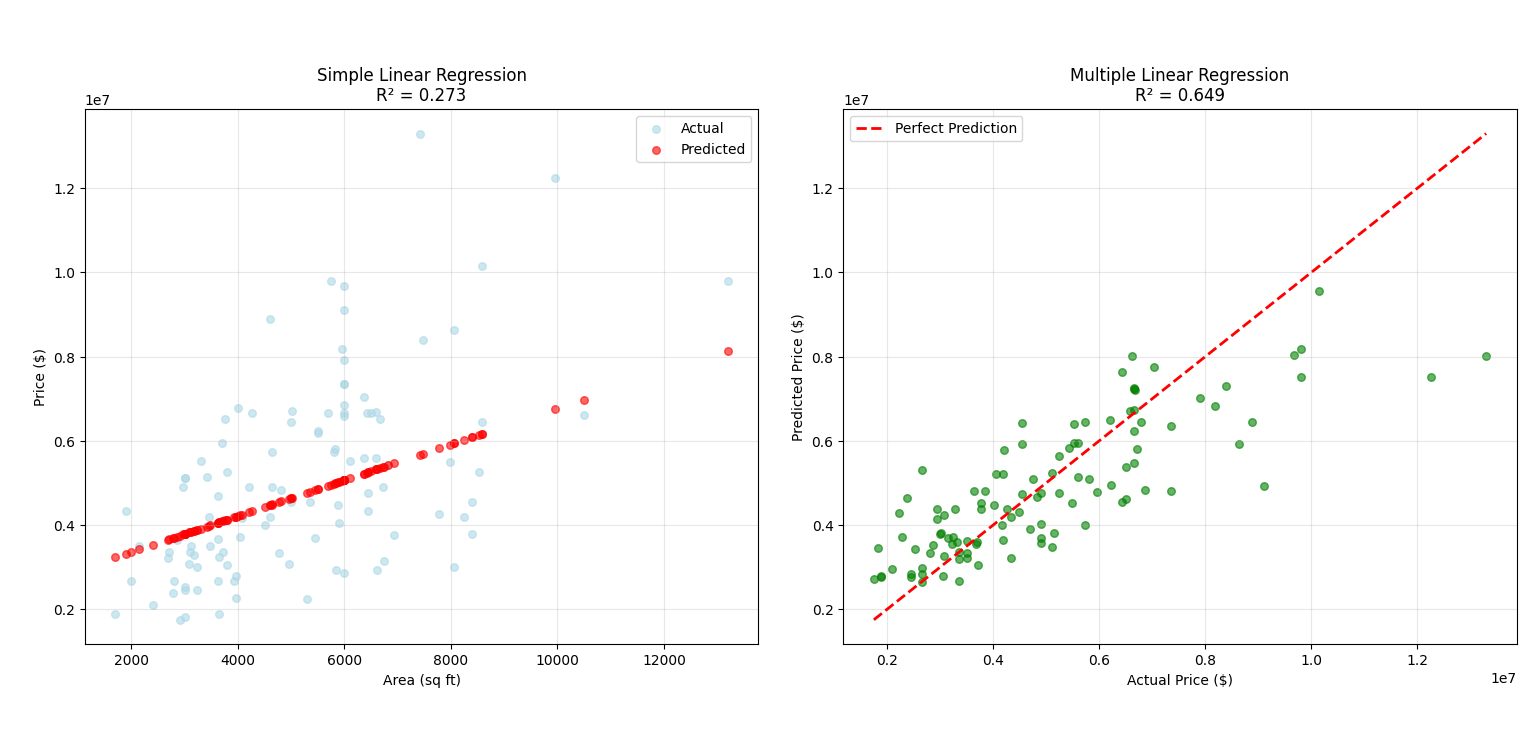 Simple Linear Regression
R² = 0.273
1e7
Actual
Predicted
1.2
1.0
0.8
0.6
0.4
0.2
Price ($)
2000 4000 6000 8000 10000 12000
Area (sq ft)
Multiple Linear Regression
R² = 0.649
1e7
Perfect Prediction
1.2
1.0
0.8
0.6
0.4
0.2
Predicted Price ($)
0.2 0.4 0.6 0.8 1.0 1.2
1e7
Actual Price ($)